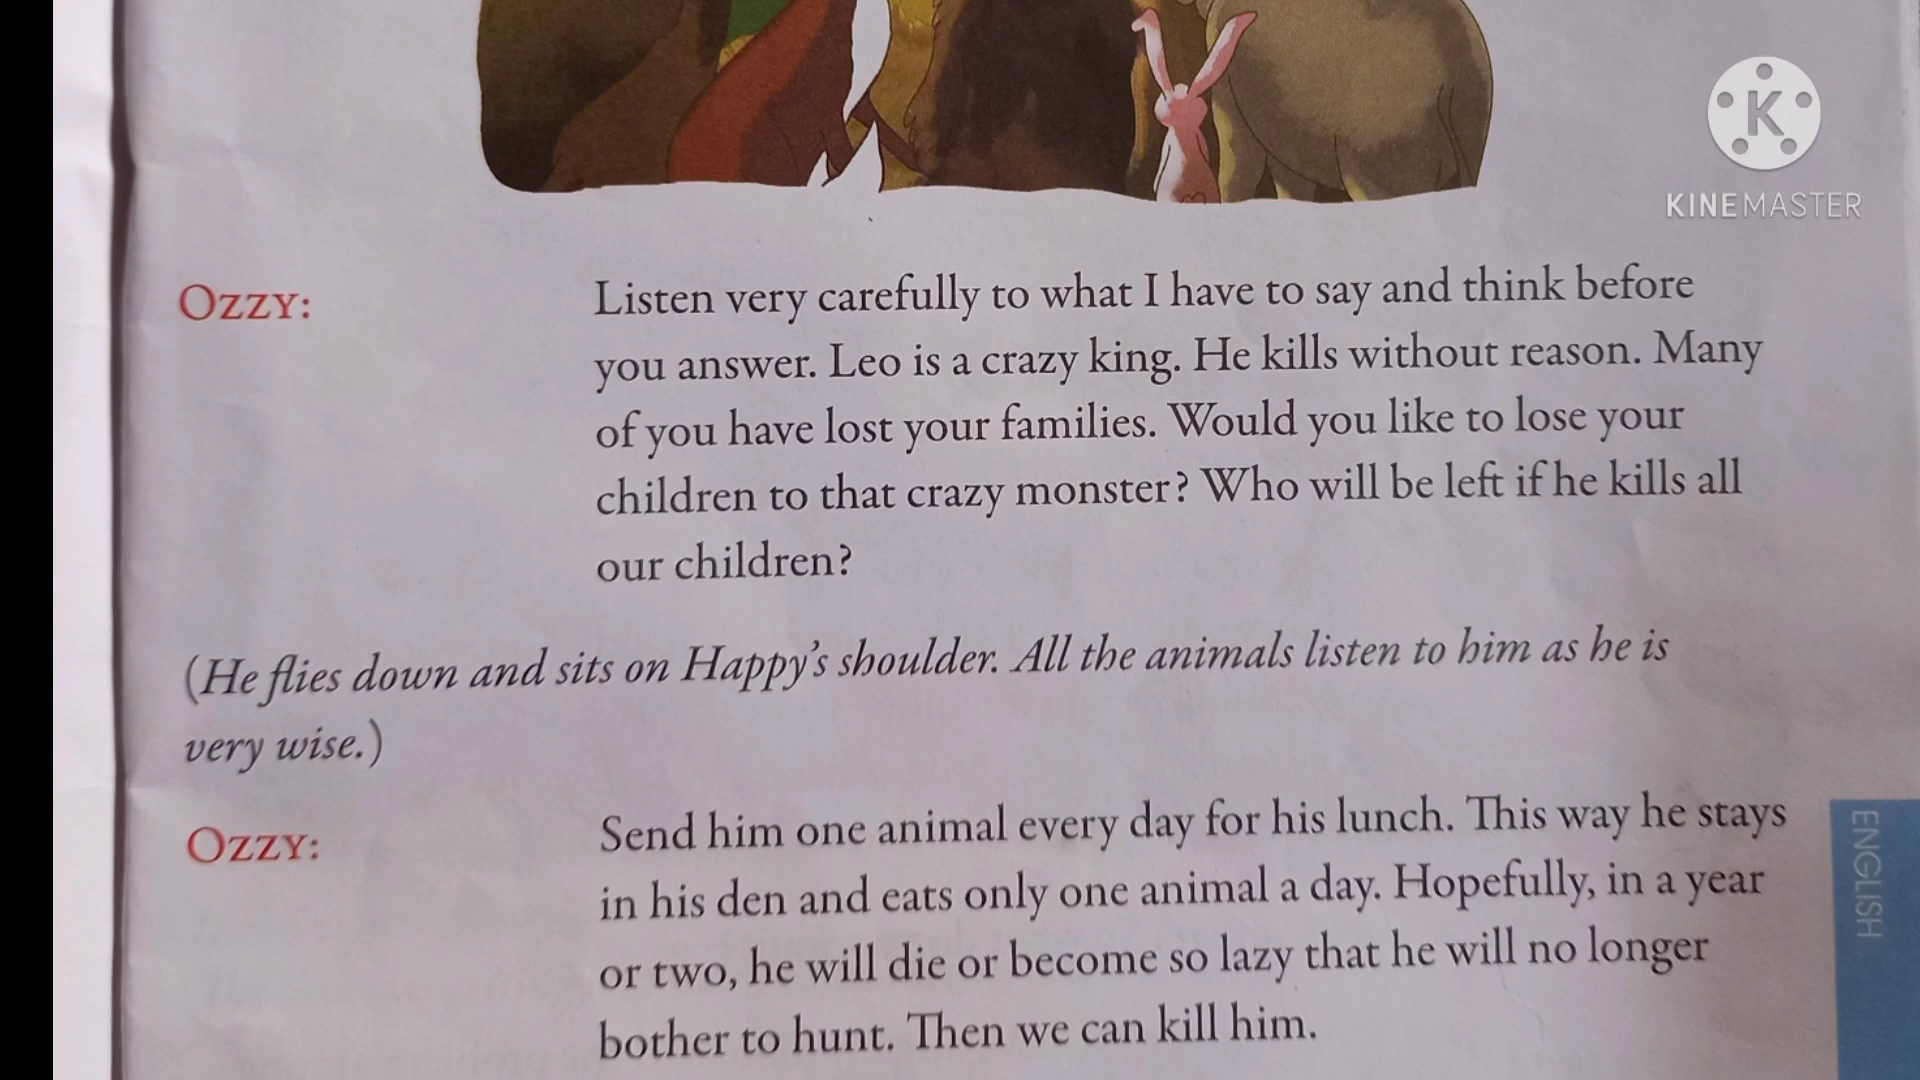 K
KINEMASTER
OZZY:
Listen very carefully to what I have to say and think before
you answer. Leo is a crazy king. He kills without reason. Many
of you have lost your families. Would you like to lose your
children to that crazy monster? Who will be left if he kills all
our children?
(He flies down and sits on Happy's shoulder. All the animals listen to him as he is
very wise.)
OZZY:
Send him one animal every day for his lunch. This way he stays
in his den and eats only one animal a day. Hopefully, in a year
or two, he will die or become so lazy that he will no longer
bother to hunt. Then we can kill him.
ENGLISH